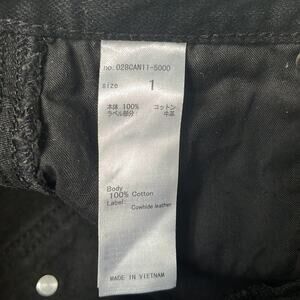 no. 028CAN11-5000
size 1
本体 100% コットン
ラベル部分: 牛革
Body
100% Cotton
Label:
Cowhide leather
MADE IN VIETNAM